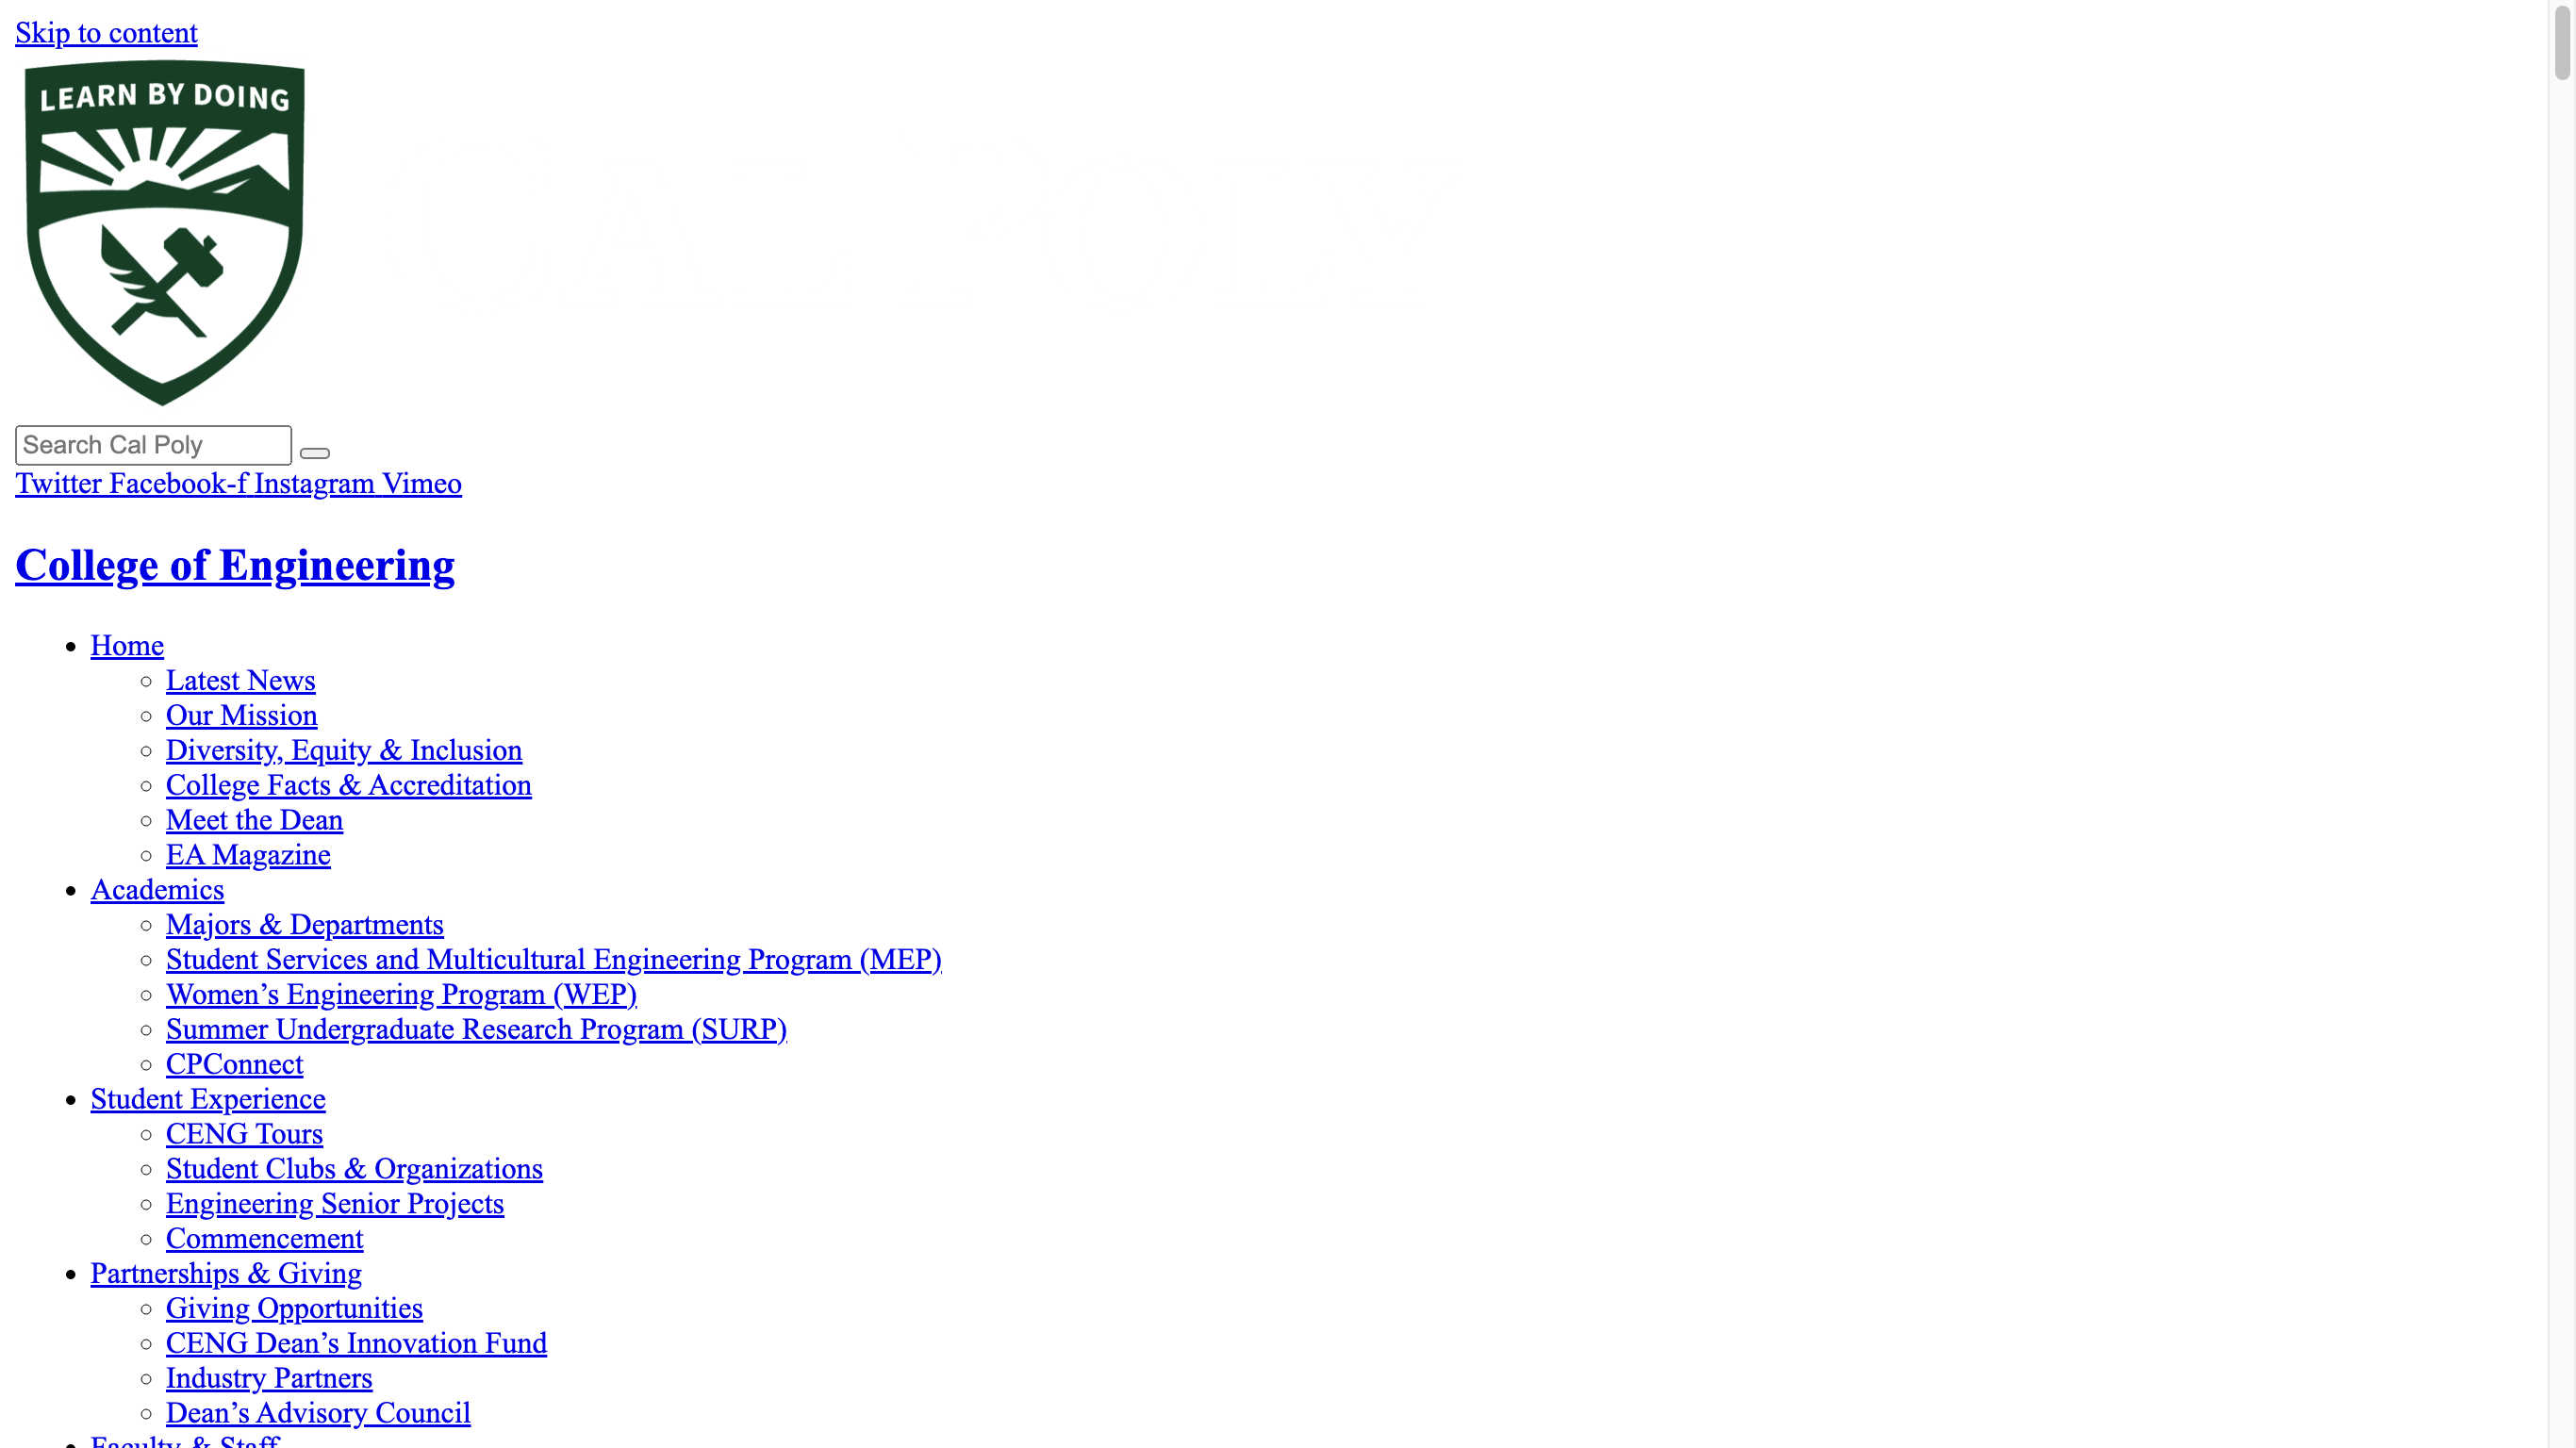 Skip to content
LEARN BY DOING
Search Cal Poly
Twitter Facebook-f Instagram Vimeo
College of Engineering
Home
Latest News
Our Mission
Diversity, Equity & Inclusion
College Facts & Accreditation
Meet the Dean
EA Magazine
Academics
Majors & Departments
Student Services and Multicultural Engineering Program (MEP)
Women’s Engineering Program (WEP)
Summer Undergraduate Research Program (SURP)
CPConnect
Student Experience
CENG Tours
Student Clubs & Organizations
Engineering Senior Projects
Commencement
Partnerships & Giving
Giving Opportunities
CENG Dean’s Innovation Fund
Industry Partners
Dean’s Advisory Council
Faculty & Staff